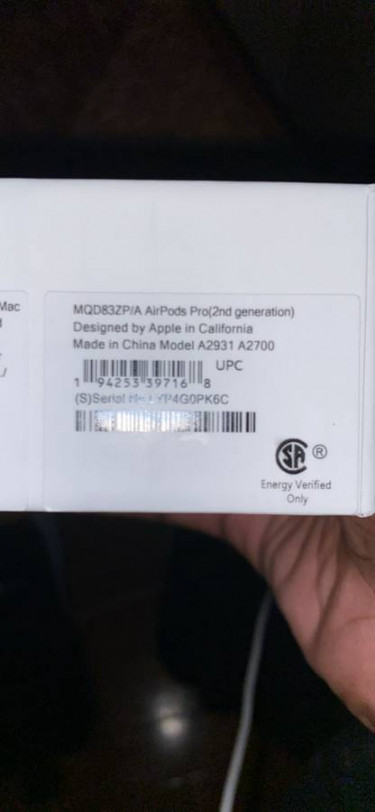 Mac
MQD83ZP/A AirPods Pro(2nd generation)
Designed by Apple in California
Made in China Model A2931 A2700
UPC
1 94253 39716 8
(S)Serial
SA ®
Energy Verified
Only